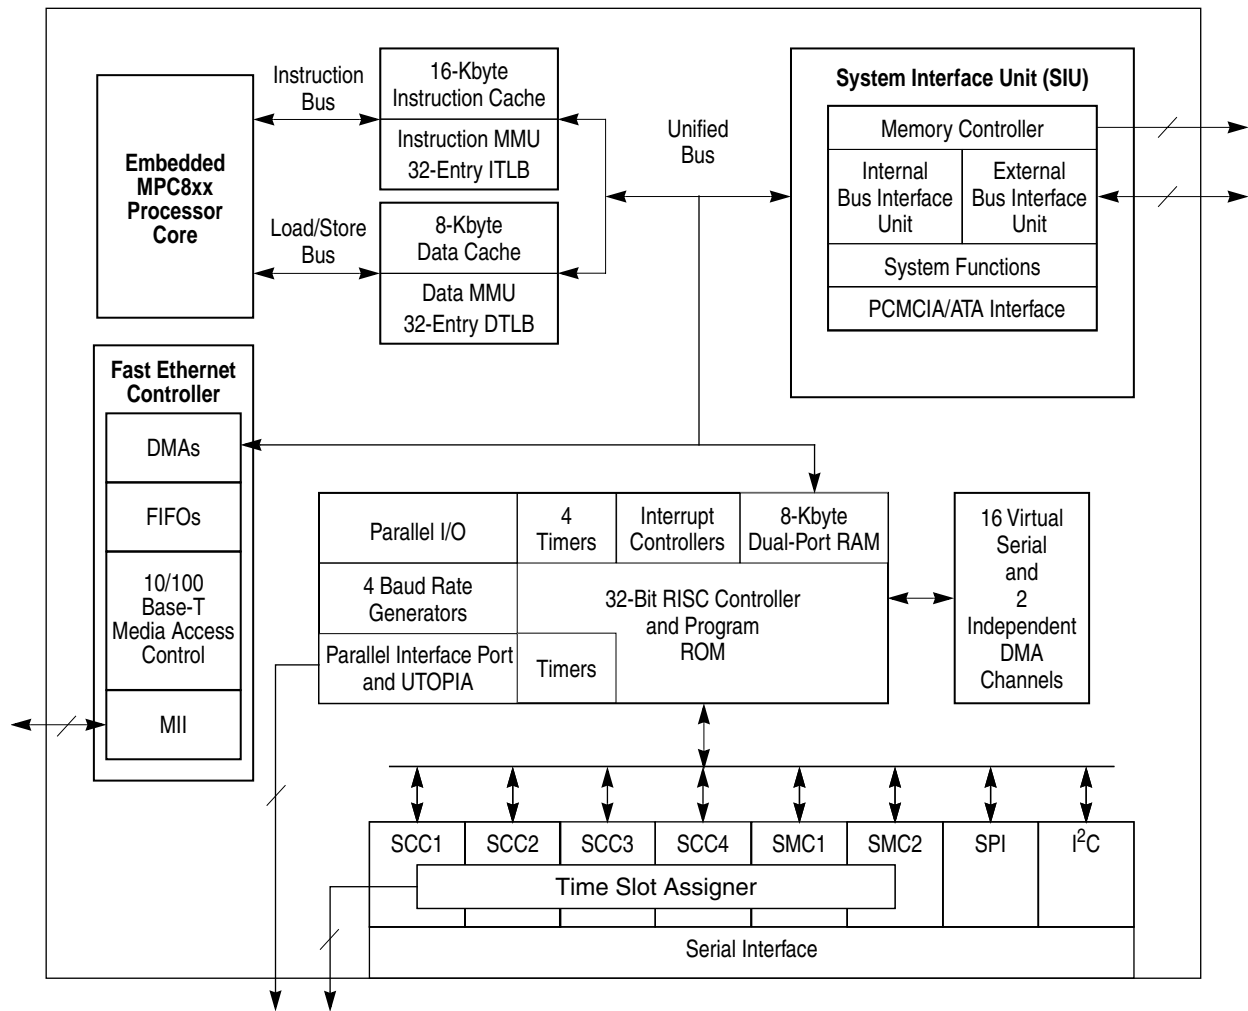 Embedded
MPC8xx
Processor
Core
Instruction
Bus
Load/Store
Bus
16-Kbyte
Instruction Cache
Instruction MMU
32-Entry ITLB
8-Kbyte
Data Cache
Data MMU
32-Entry DTLB
Unified
Bus
System Interface Unit (SIU)
Memory Controller
Internal
Bus Interface
Unit
External
Bus Interface
Unit
System Functions
PCMCIA/ATA Interface
Fast Ethernet
Controller
DMAs
FIFOs
10/100
Base-T
Media Access
Control
MII
Parallel I/O
4
Timers
Interrupt
Controllers
8-Kbyte
Dual-Port RAM
4 Baud Rate
Generators
32-Bit RISC Controller
and Program
ROM
Parallel Interface Port
and UTOPIA
Timers
16 Virtual
Serial
and
2
Independent
DMA
Channels
SCC1
SCC2
SCC3
SCC4
SMC1
SMC2
SPI
I²C
Time Slot Assigner
Serial Interface